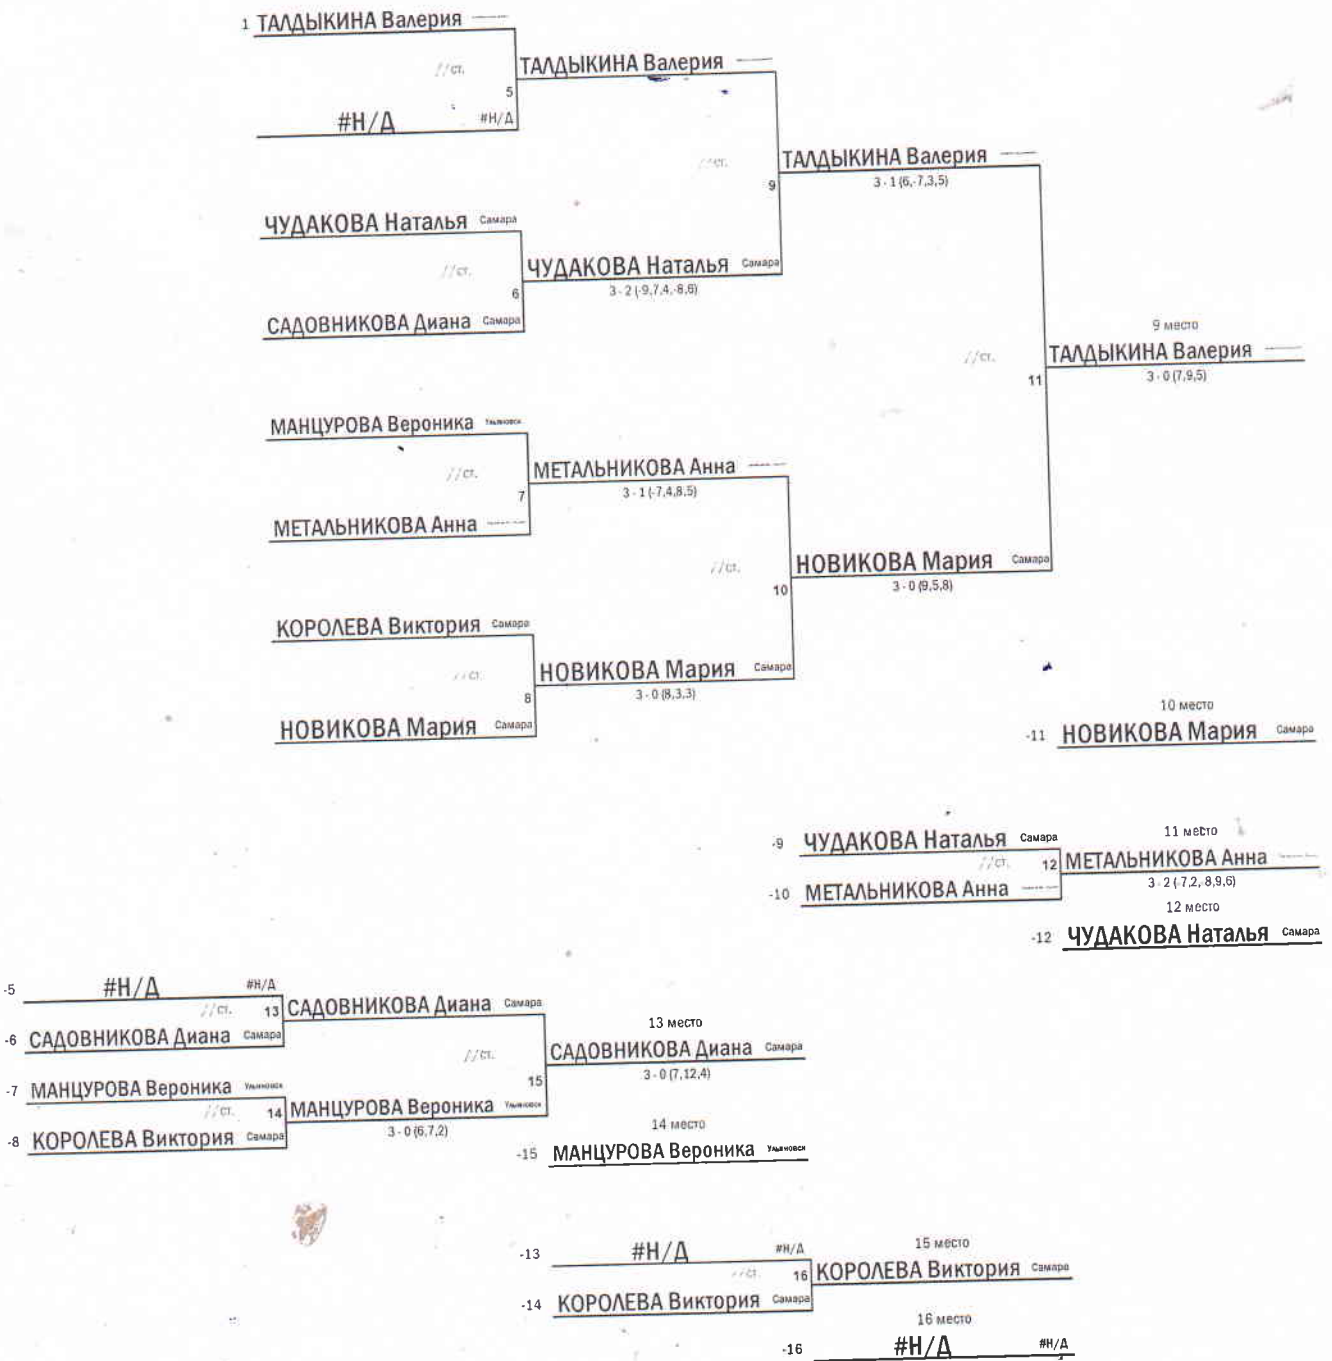 1 ТАЛДЫКИНА Валерия
//ст.
ТАЛДЫКИНА Валерия
5
#Н/Д #Н/Д
//ст.
ТАЛДЫКИНА Валерия
9
3 - 1 (6,-7,3,5)
ЧУДАКОВА Наталья Самара
//ст.
ЧУДАКОВА Наталья Самара
6
3 - 2 (-9,7,4,-8,6)
САДОВНИКОВА Диана Самара
9 место
//ст.
ТАЛДЫКИНА Валерия
11
3 - 0 (7,9,5)
МАНЦУРОВА Вероника Ульяновск
//ст.
МЕТАЛЬНИКОВА Анна
7
3 - 1 (-7,4,8,5)
МЕТАЛЬНИКОВА Анна
//ст.
НОВИКОВА Мария Самара
10
3 - 0 (9,5,8)
КОРОЛЕВА Виктория Самара
//ст.
НОВИКОВА Мария Самара
8
3 - 0 (8,3,3)
НОВИКОВА Мария Самара
10 место
-11 НОВИКОВА Мария Самара
-9 ЧУДАКОВА Наталья Самара
11 место
//ст. 12 МЕТАЛЬНИКОВА Анна
-10 МЕТАЛЬНИКОВА Анна
3 - 2 (-7,2,-8,9,6)
12 место
-12 ЧУДАКОВА Наталья Самара
-5 #Н/Д #Н/Д
//ст. 13 САДОВНИКОВА Диана Самара
-6 САДОВНИКОВА Диана Самара
13 место
//ст.
САДОВНИКОВА Диана Самара
15
3 - 0 (7,12,4)
-7 МАНЦУРОВА Вероника Ульяновск
//ст. 14 МАНЦУРОВА Вероника Ульяновск
-8 КОРОЛЕВА Виктория Самара
3 - 0 (6,7,2)
14 место
-15 МАНЦУРОВА Вероника Ульяновск
-13 #Н/Д #Н/Д
15 место
//ст. 16 КОРОЛЕВА Виктория Самара
-14 КОРОЛЕВА Виктория Самара
16 место
-16 #Н/Д #Н/Д